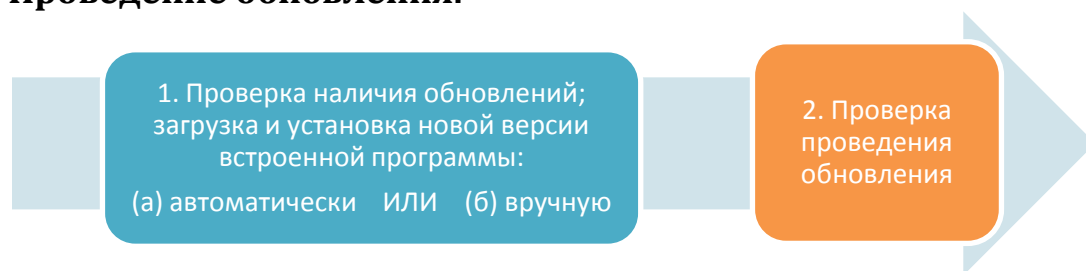 Проведение обновления.
1. Проверка наличия обновлений;
загрузка и установка новой версии
встроенной программы:
(а) автоматически ИЛИ (б) вручную
2. Проверка
проведения
обновления